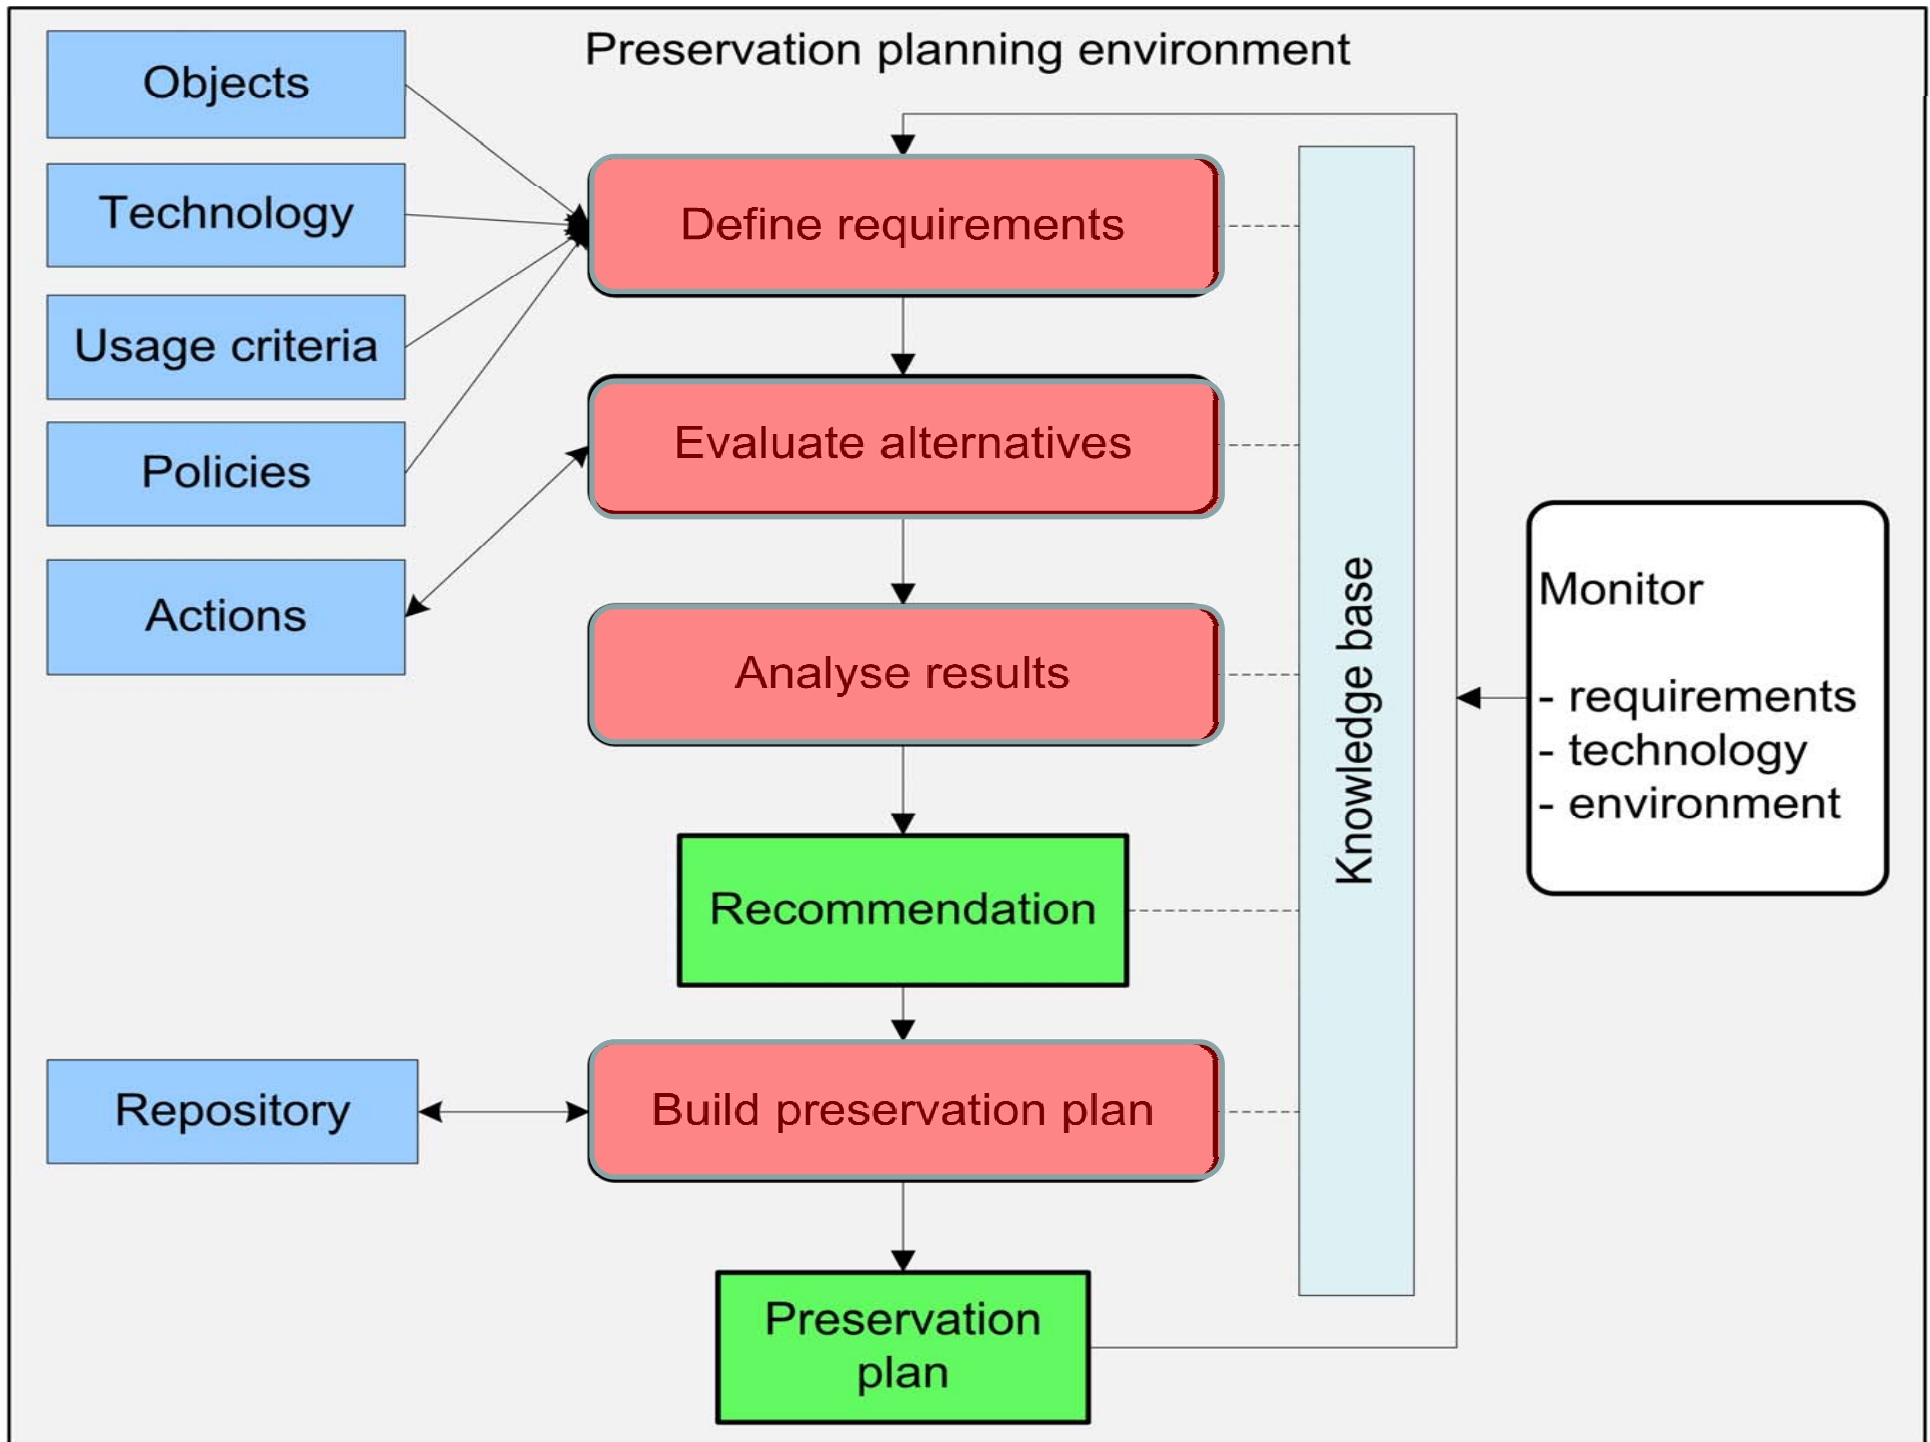 Preservation planning environment
Objects
Technology
Usage criteria
Policies
Actions
Repository
Define requirements
Evaluate alternatives
Analyse results
Recommendation
Build preservation plan
Preservation
plan
Knowledge base
Monitor
- requirements
- technology
- environment